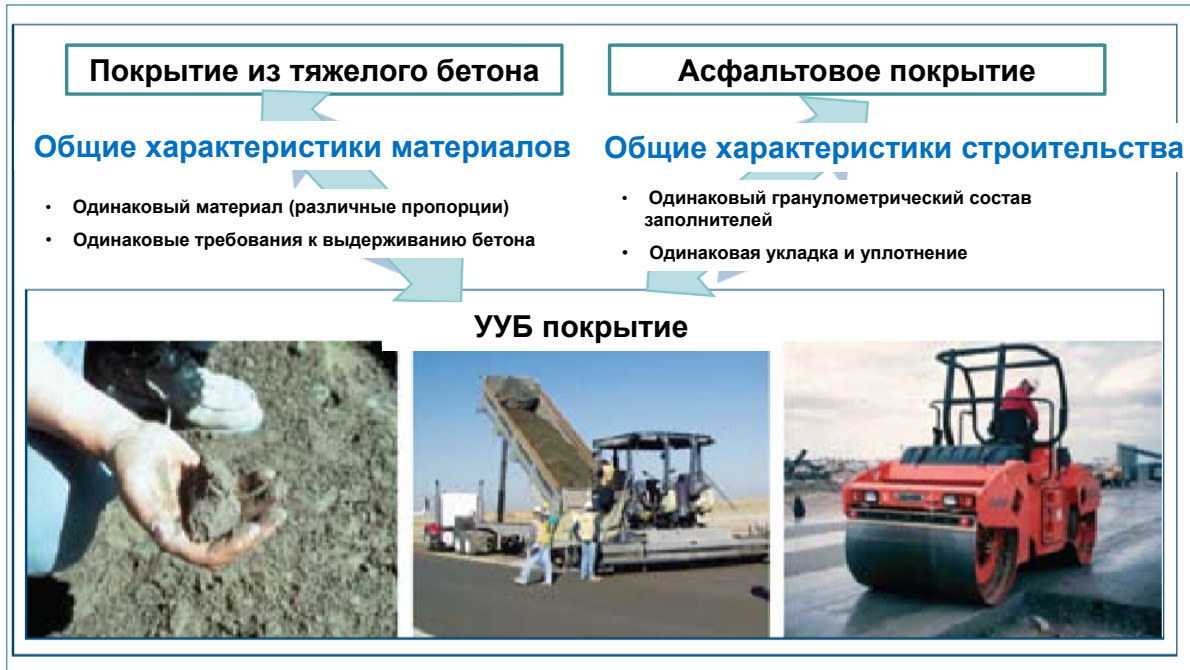 Покрытие из тяжелого бетона
Асфальтовое покрытие
Общие характеристики материалов
• Одинаковый материал (различные пропорции)
• Одинаковые требования к выдерживанию бетона
Общие характеристики строительства
• Одинаковый гранулометрический состав
заполнителей
• Одинаковая укладка и уплотнение
УУБ покрытие